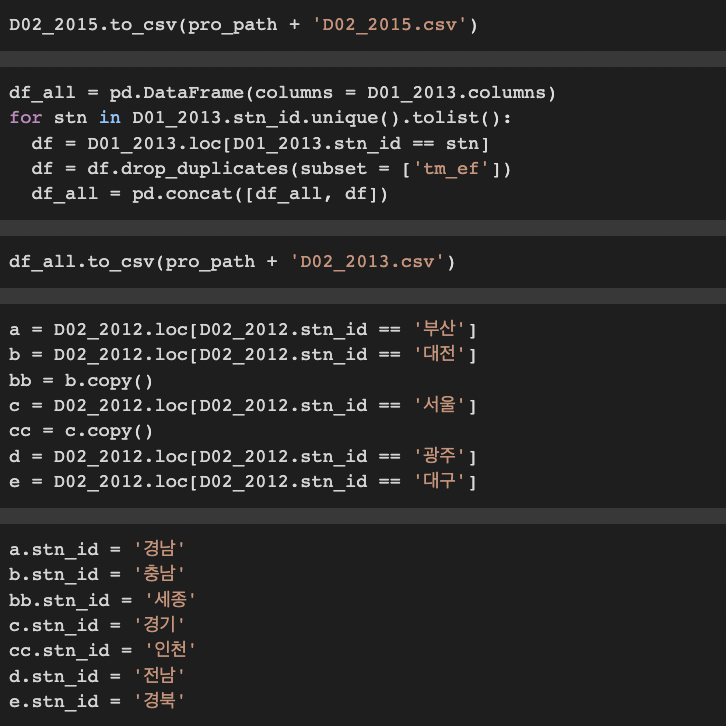 D02_2015.to_csv(pro_path + 'D02_2015.csv')
df_all = pd.DataFrame(columns = D01_2013.columns)
for stn in D01_2013.stn_id.unique().tolist():
  df = D01_2013.loc[D01_2013.stn_id == stn]
  df = df.drop_duplicates(subset = ['tm_ef'])
  df_all = pd.concat([df_all, df])
df_all.to_csv(pro_path + 'D02_2013.csv')
a = D02_2012.loc[D02_2012.stn_id == '부산']
b = D02_2012.loc[D02_2012.stn_id == '대전']
bb = b.copy()
c = D02_2012.loc[D02_2012.stn_id == '서울']
cc = c.copy()
d = D02_2012.loc[D02_2012.stn_id == '광주']
e = D02_2012.loc[D02_2012.stn_id == '대구']
a.stn_id = '경남'
b.stn_id = '충남'
bb.stn_id = '세종'
c.stn_id = '경기'
cc.stn_id = '인천'
d.stn_id = '전남'
e.stn_id = '경북'